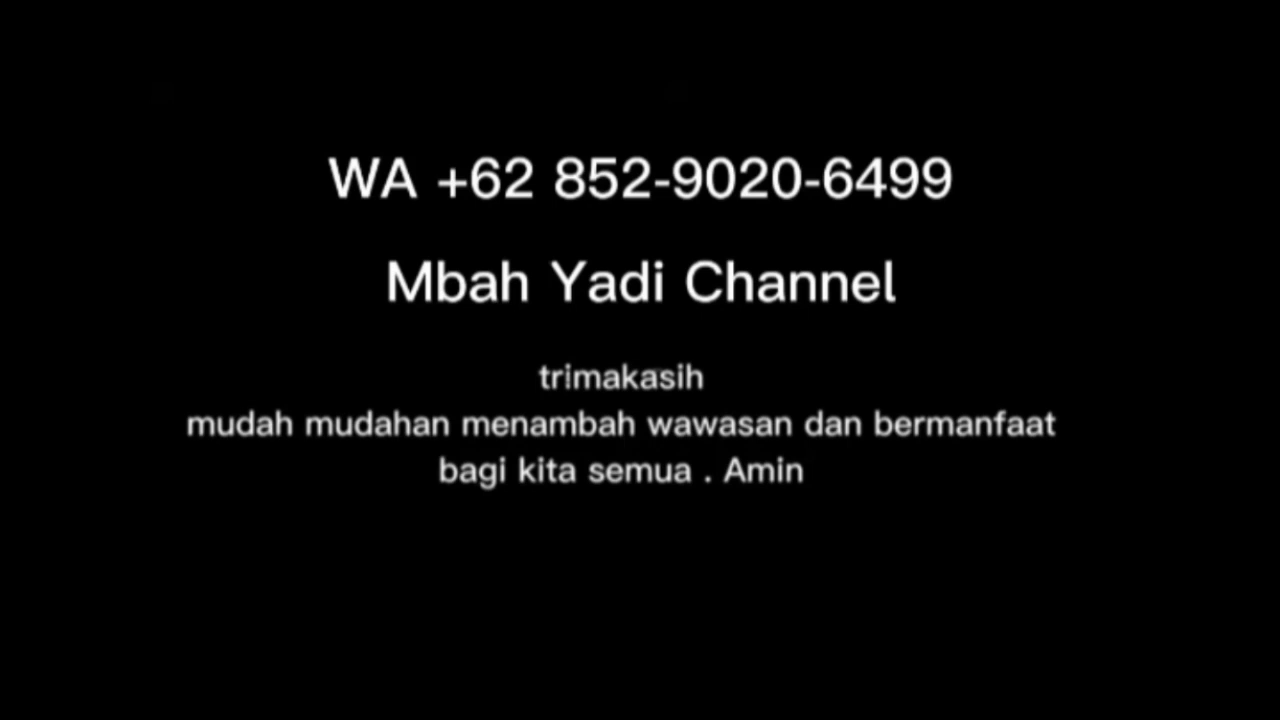 WA +62 852-9020-6499
Mbah Yadi Channel
trimakasih
mudah mudahan menambah wawasan dan bermanfaat
bagi kita semua . Amin